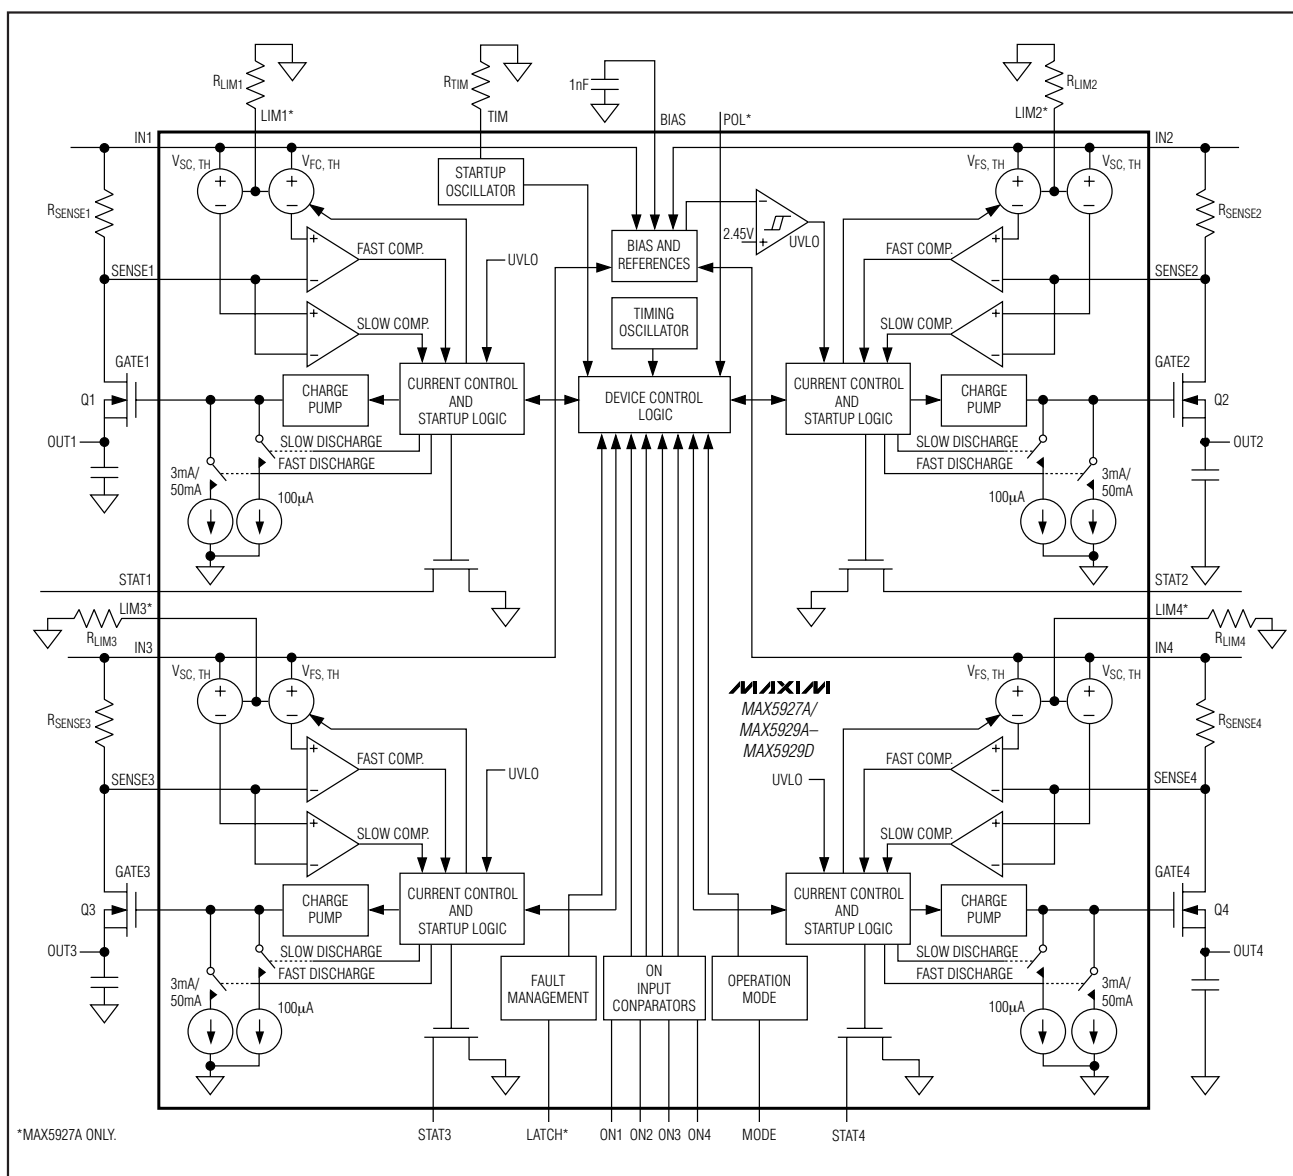 RLIM1
LIM1*
RTIM
TIM
1nF
BIAS
POL*
RLIM2
LIM2*
IN1
VSC, TH
VFC, TH
STARTUP
OSCILLATOR
RSENSE1
SENSE1
FAST COMP.
SLOW COMP.
UVLO
BIAS AND
REFERENCES
2.45V
UVLO
TIMING
OSCILLATOR
IN2
VFS, TH
VSC, TH
RSENSE2
SENSE2
FAST COMP.
SLOW COMP.
GATE1
Q1
OUT1
CHARGE
PUMP
CURRENT CONTROL
AND
STARTUP LOGIC
DEVICE CONTROL
LOGIC
CURRENT CONTROL
AND
STARTUP LOGIC
CHARGE
PUMP
GATE2
Q2
OUT2
SLOW DISCHARGE
FAST DISCHARGE
3mA/
50mA
100μA
SLOW DISCHARGE
FAST DISCHARGE
100μA
3mA/
50mA
STAT1
STAT2
LIM3*
RLIM3
LIM4*
RLIM4
IN3
VSC, TH
VFS, TH
RSENSE3
SENSE3
FAST COMP.
SLOW COMP.
UVLO
MAXIM
MAX5927A/
MAX5929A–
MAX5929D
UVLO
IN4
VFS, TH
VSC, TH
RSENSE4
SENSE4
FAST COMP.
SLOW COMP.
GATE3
Q3
OUT3
CHARGE
PUMP
CURRENT CONTROL
AND
STARTUP LOGIC
CURRENT CONTROL
AND
STARTUP LOGIC
CHARGE
PUMP
GATE4
Q4
OUT4
SLOW DISCHARGE
FAST DISCHARGE
3mA/
50mA
100μA
FAULT
MANAGEMENT
ON
INPUT
CONPARATORS
OPERATION
MODE
SLOW DISCHARGE
FAST DISCHARGE
100μA
3mA/
50mA
*MAX5927A ONLY.
STAT3
LATCH*
ON1
ON2
ON3
ON4
MODE
STAT4